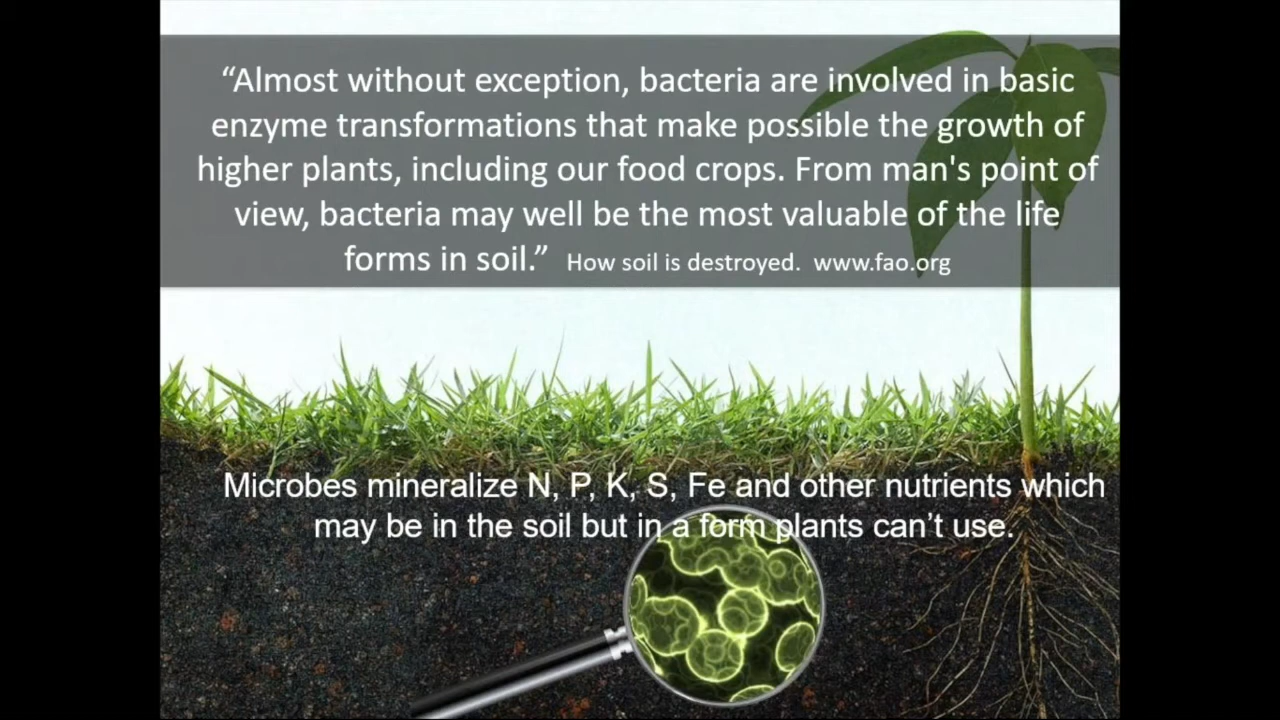 “Almost without exception, bacteria are involved in basic
enzyme transformations that make possible the growth of
higher plants, including our food crops. From man's point of
view, bacteria may well be the most valuable of the life
forms in soil.” How soil is destroyed. www.fao.org
Microbes mineralize N, P, K, S, Fe and other nutrients which
may be in the soil but in a form plants can’t use.